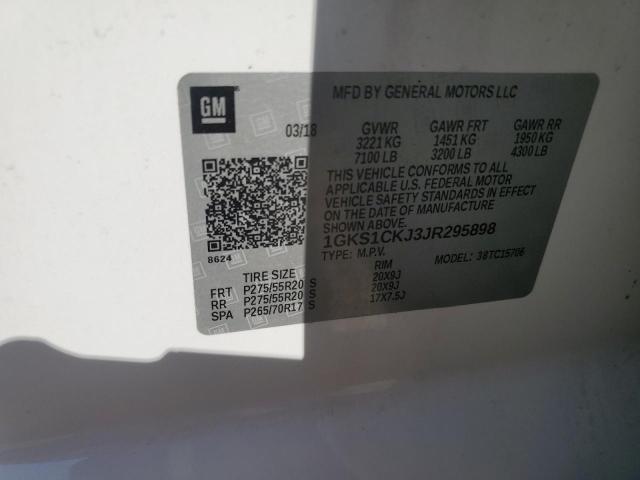 GM
MFD BY GENERAL MOTORS LLC
03/18 GVWR GAWR FRT GAWR RR
3221 KG 1451 KG 1950 KG
7100 LB 3200 LB 4300 LB
THIS VEHICLE CONFORMS TO ALL
APPLICABLE U.S. FEDERAL MOTOR
VEHICLE SAFETY STANDARDS IN EFFECT
ON THE DATE OF MANUFACTURE
SHOWN ABOVE.
1GKS1CKJ3JR295898
8624 TYPE: M.P.V. MODEL: 38TC15706
TIRE SIZE RIM
FRT P275/55R20 S 20X9J
RR P275/55R20 S 20X9J
SPA P265/70R17 S 17X7.5J